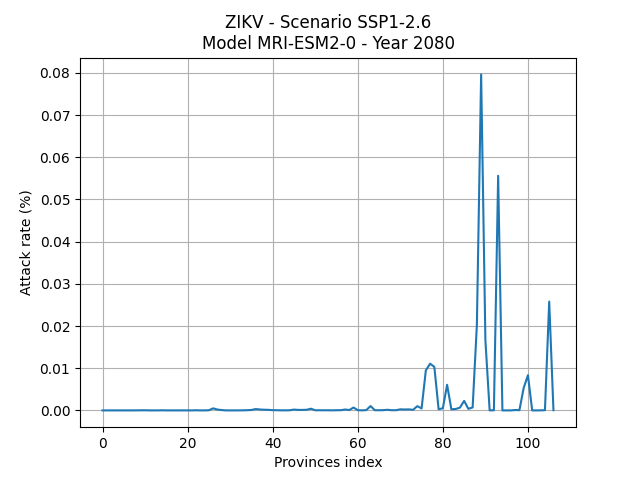 ZIKV - Scenario SSP1-2.6
Model MRI-ESM2-0 - Year 2080
0.08
0.07
0.06
0.05
0.04
0.03
0.02
0.01
0.00
Attack rate (%)
0 20 40 60 80 100
Provinces index